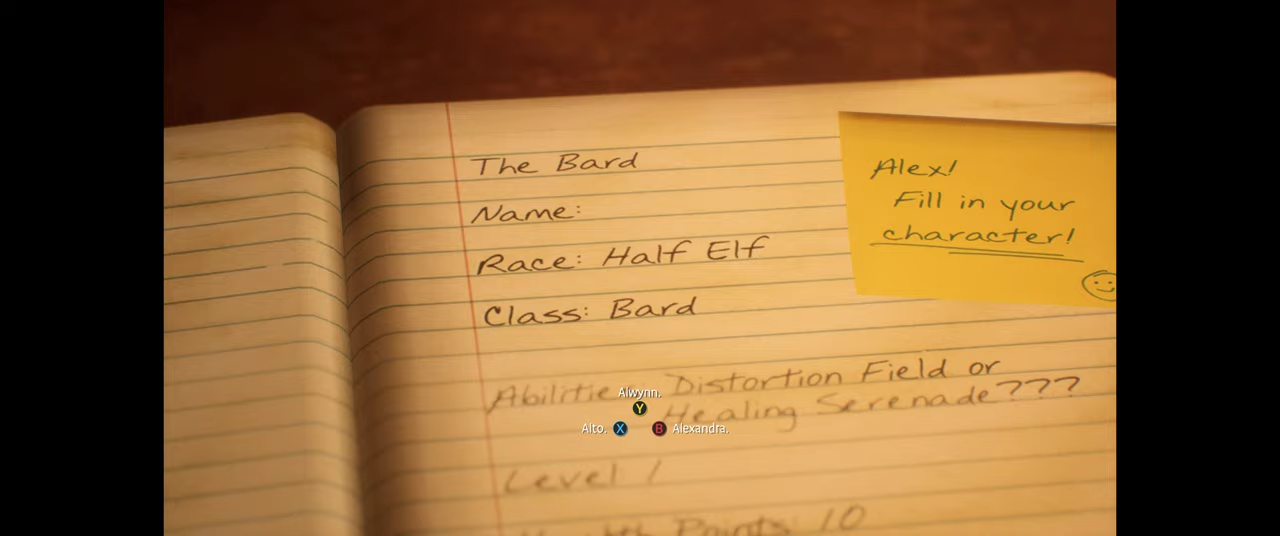 The Bard
Name:
Race: Half Elf
Class: Bard
Alex!
Fill in your
character!
Abilities: Distortion Field or
Healing Serenade???
Alwynn.
Y
Alto. X B Alexandra.
Level 1
Points 10